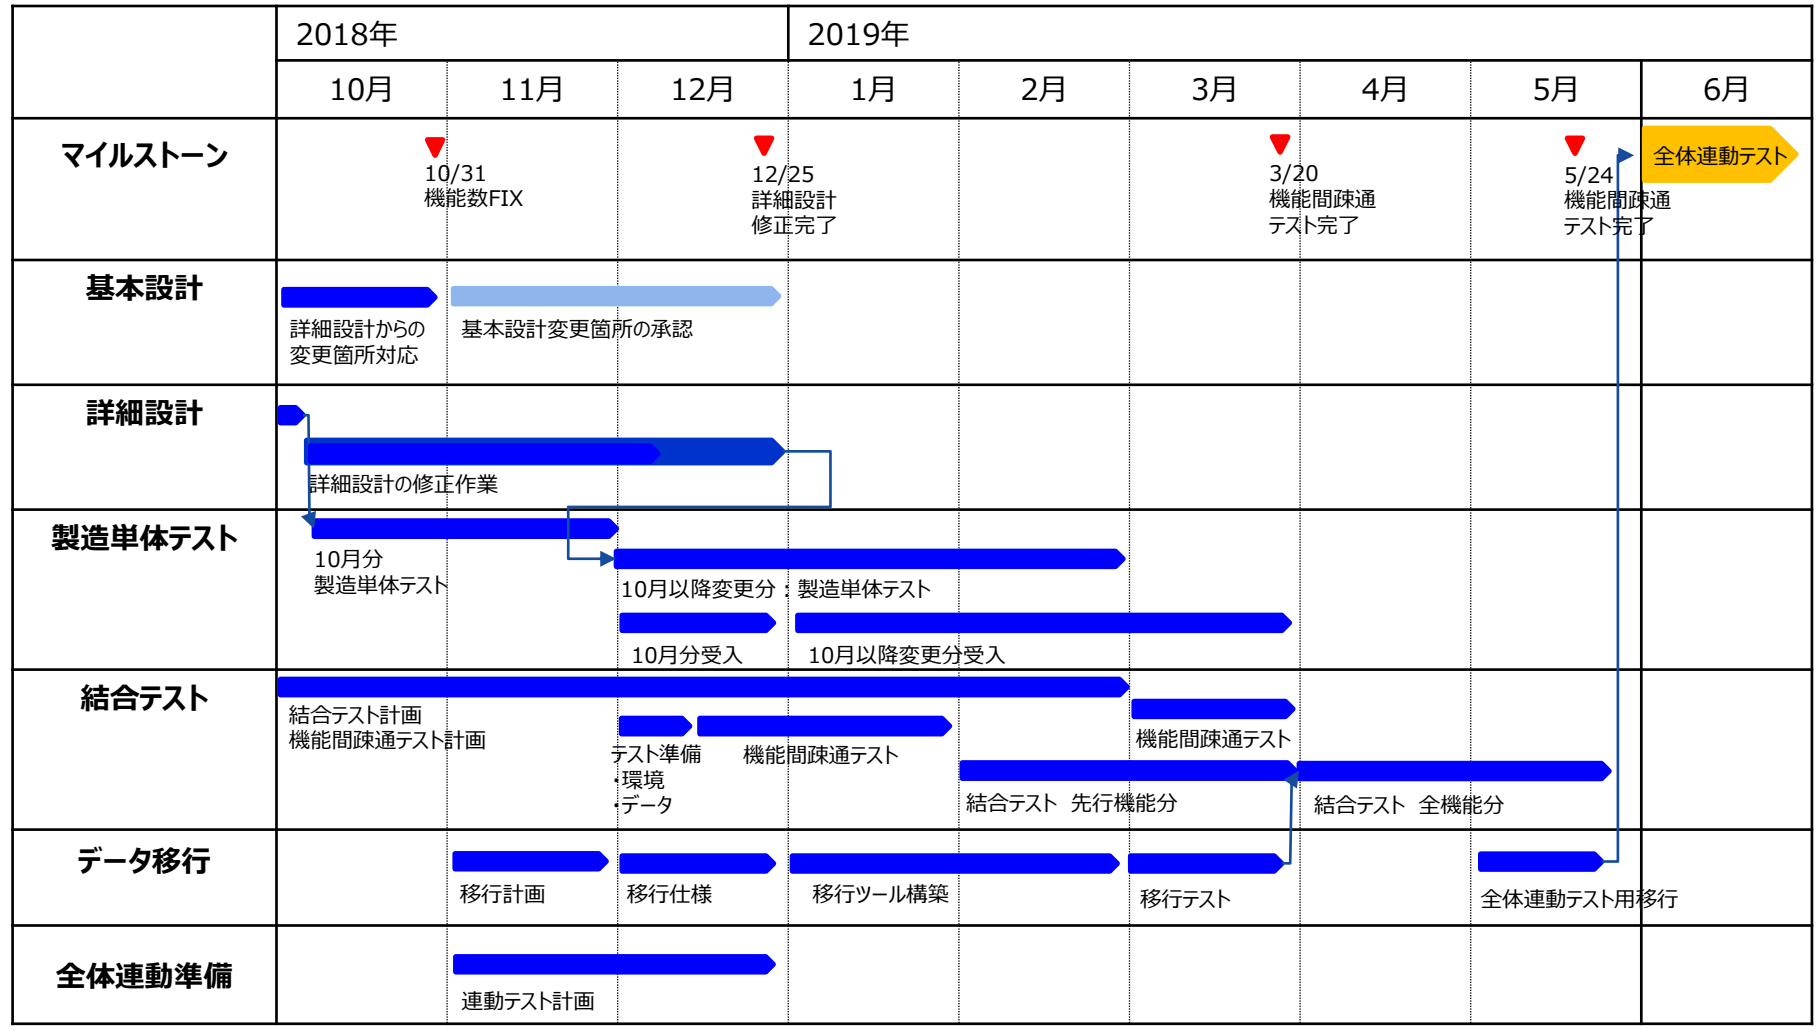 2018年
2019年
10月
11月
12月
1月
2月
3月
4月
5月
6月
マイルストーン
10/31
機能数FIX
12/25
詳細設計
修正完了
3/20
機能間疎通
テスト完了
5/24
機能間疎通
テスト完了
全体連動テスト
基本設計
詳細設計からの
変更箇所対応
基本設計変更箇所の承認
詳細設計
詳細設計の修正作業
製造単体テスト
10月分
製造単体テスト
10月以降変更分：製造単体テスト
10月分受入
10月以降変更分受入
結合テスト
結合テスト計画
機能間疎通テスト計画
テスト準備
・環境
・データ
機能間疎通テスト
機能間疎通テスト
結合テスト 先行機能分
結合テスト 全機能分
データ移行
移行計画
移行仕様
移行ツール構築
移行テスト
全体連動テスト用移行
全体連動準備
連動テスト計画